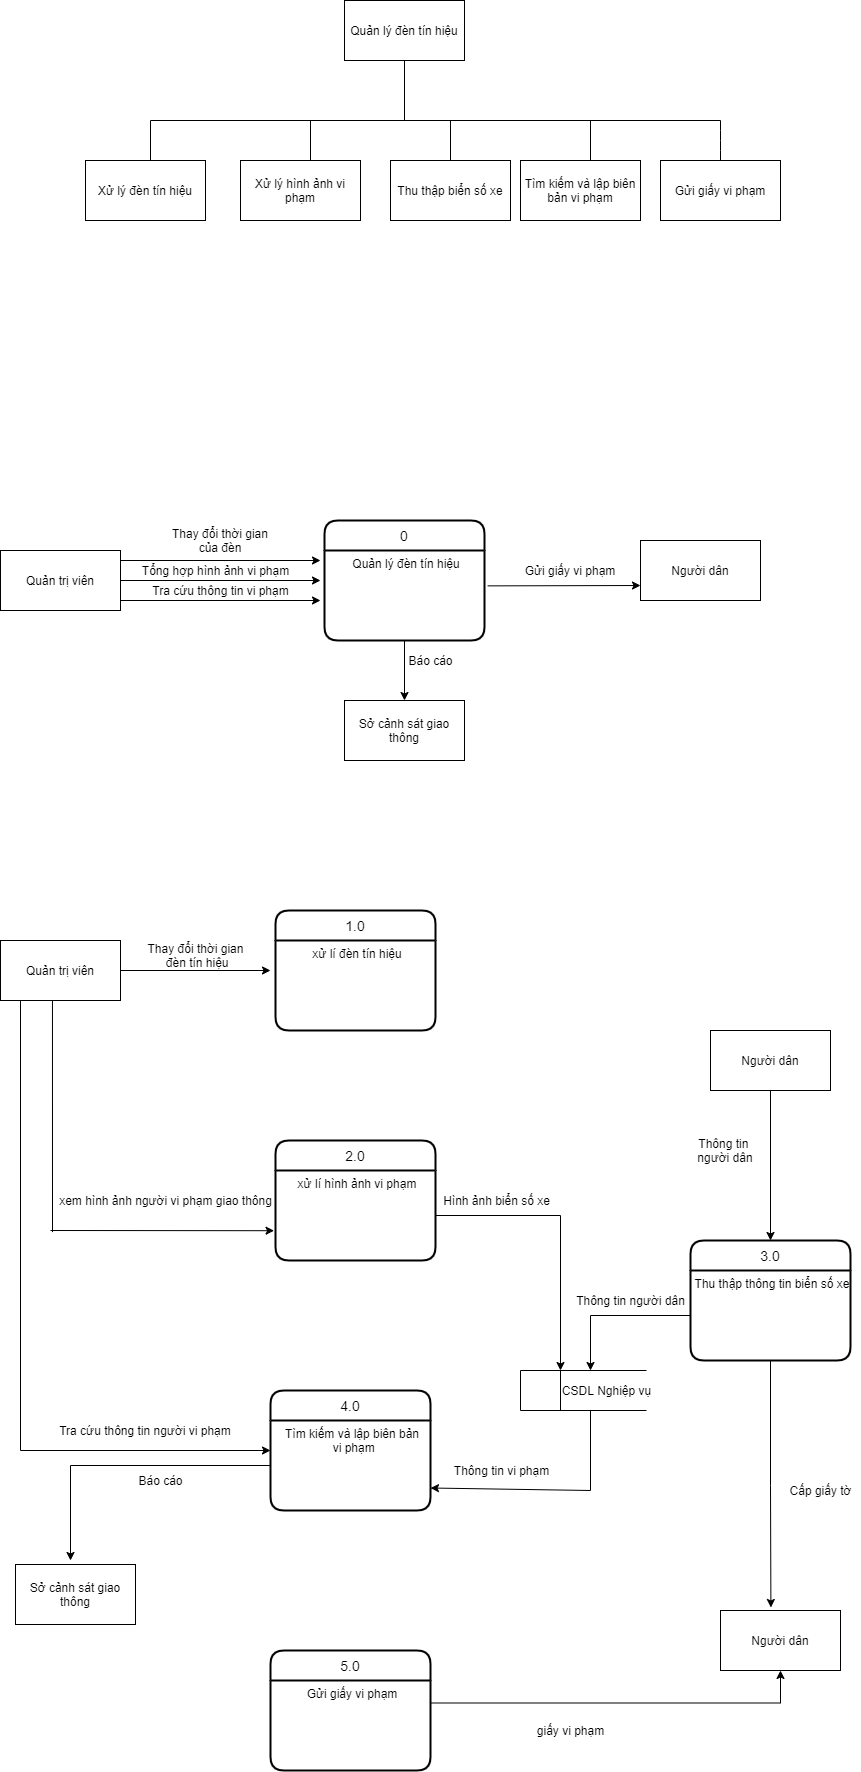 Quản lý đèn tín hiệu
Xử lý đèn tín hiệu
Xử lý hình ảnh vi
phạm
Thu thập biển số xe
Tìm kiếm và lập biên
bản vi phạm
Gửi giấy vi phạm
Thay đổi thời gian
của đèn
Tổng hợp hình ảnh vi phạm
Tra cứu thông tin vi phạm
Quản trị viên
0
Quản lý đèn tín hiệu
Gửi giấy vi phạm
Người dân
Báo cáo
Sở cảnh sát giao
thông
Quản trị viên
Thay đổi thời gian
đèn tín hiệu
1.0
xử lí đèn tín hiệu
Người dân
Thông tin
người dân
2.0
xử lí hình ảnh vi phạm
xem hình ảnh người vi phạm giao thông
Hình ảnh biển số xe
3.0
Thu thập thông tin biển số xe
Thông tin người dân
CSDL Nghiệp vụ
4.0
Tìm kiếm và lập biên bản
vi phạm
Tra cứu thông tin người vi phạm
Báo cáo
Thông tin vi phạm
Cấp giấy tờ
Sở cảnh sát giao
thông
Người dân
5.0
Gửi giấy vi phạm
giấy vi phạm